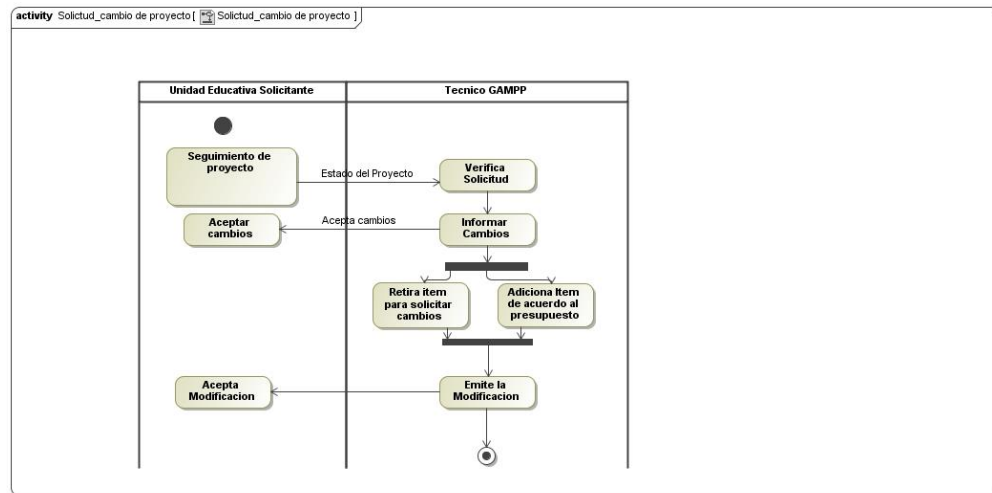 activity Solictud_cambio de proyecto [ Solictud_cambio de proyecto ]
Unidad Educativa Solicitante
Tecnico GAMPP
Seguimiento de
proyecto
Estado del Proyecto
Verifica
Solicitud
Aceptar
cambios
Acepta cambios
Informar
Cambios
Retira item
para solicitar
cambios
Adiciona Item
de acuerdo al
presupuesto
Acepta
Modificacion
Emite la
Modificacion